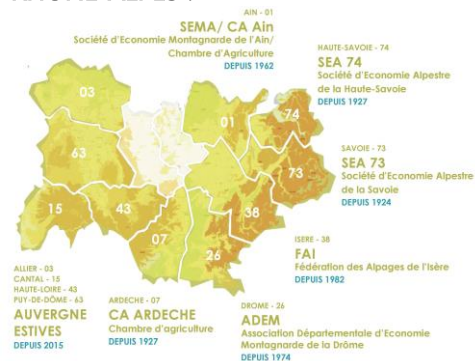 AIN - 01
SEMA/ CA Ain
Société d'Economie Montagnarde de l'Ain/
Chambre d'Agriculture
DEPUIS 1962
HAUTE-SAVOIE - 74
SEA 74
Société d'Economie Alpestre
de la Haute-Savoie
DEPUIS 1927
03
01
74
63
SAVOIE - 73
SEA 73
Société d'Economie Alpestre
de la Savoie
DEPUIS 1924
73
15
43
38
07
26
ISERE - 38
FAI
Fédération des Alpages de l'Isère
DEPUIS 1982
ALLIER - 03
CANTAL - 15
HAUTE-LOIRE - 43
PUY-DE-DÔME - 63
AUVERGNE
ESTIVES
DEPUIS 2015
ARDECHE - 07
CA ARDECHE
Chambre d'agriculture
DEPUIS 1927
DROME - 26
ADEM
Association Départementale d'Economie
Montagnarde de la Drôme
DEPUIS 1974